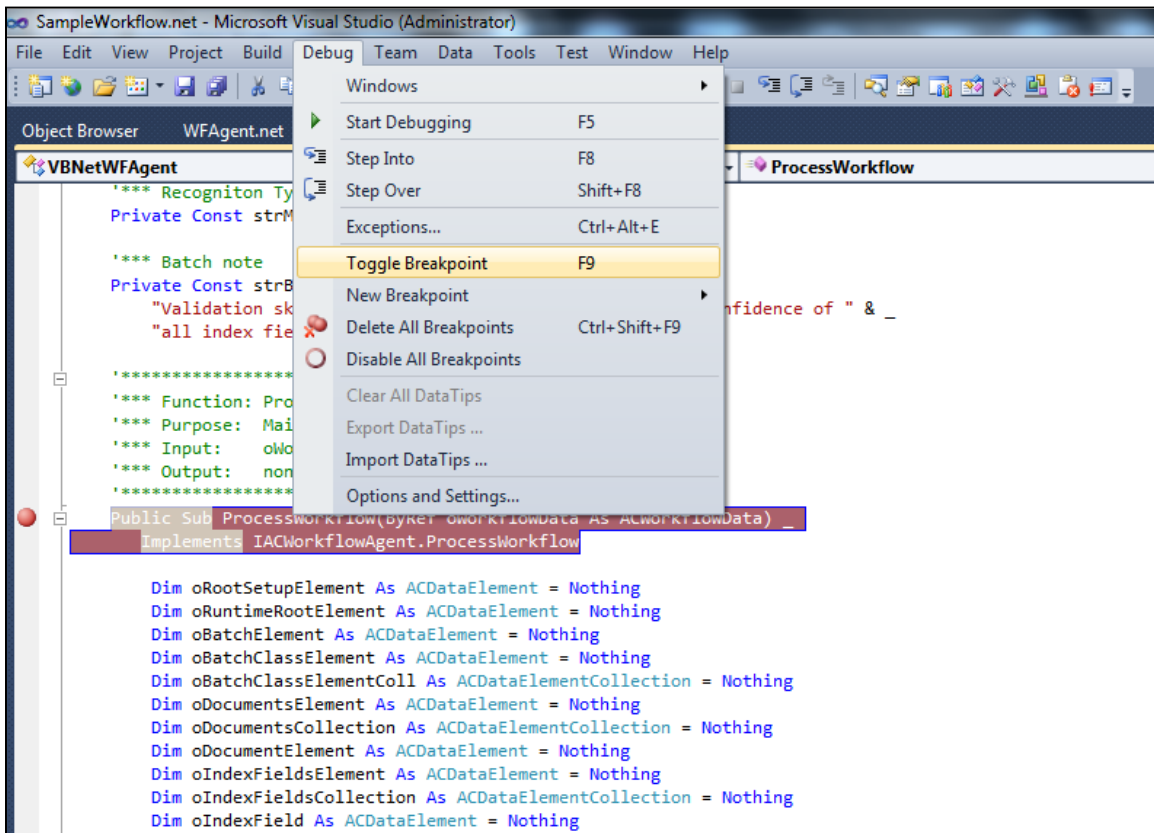 SampleWorkflow.net - Microsoft Visual Studio (Administrator)
File Edit View Project Build Debug Team Data Tools Test Window Help
Windows
Object Browser WFAgent.net
Start Debugging F5
VBNetWFAgent
ProcessWorkflow
Step Into F8
Step Over Shift+F8
Exceptions... Ctrl+Alt+E
Toggle Breakpoint F9
New Breakpoint
Delete All Breakpoints Ctrl+Shift+F9
Disable All Breakpoints
Clear All DataTips
Export DataTips ...
Import DataTips ...
Options and Settings...
'*** Recogniton Ty
Private Const strM
'*** Batch note
Private Const strB
"Validation sk nfidence of " & _
"all index fie
'******************
'*** Function: Pro
'*** Purpose: Mai
'*** Input: oWo
'*** Output: non
'******************
Public Sub ProcessWorkflow(ByRef oWorkflowData As ACWorkflowData) _
Implements IACWorkflowAgent.ProcessWorkflow
Dim oRootSetupElement As ACDataElement = Nothing
Dim oRuntimeRootElement As ACDataElement = Nothing
Dim oBatchElement As ACDataElement = Nothing
Dim oBatchClassElement As ACDataElement = Nothing
Dim oBatchClassElementColl As ACDataElementCollection = Nothing
Dim oDocumentsElement As ACDataElement = Nothing
Dim oDocumentsCollection As ACDataElementCollection = Nothing
Dim oDocumentElement As ACDataElement = Nothing
Dim oIndexFieldsElement As ACDataElement = Nothing
Dim oIndexFieldsCollection As ACDataElementCollection = Nothing
Dim oIndexField As ACDataElement = Nothing